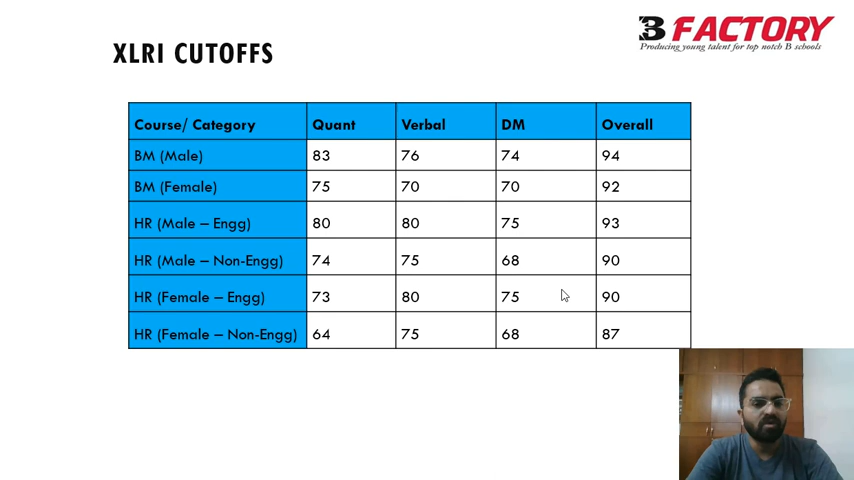 B FACTORY
Producing young talent for top notch B schools
XLRI CUTOFFS
Course/ Category Quant Verbal DM Overall
BM (Male) 83 76 74 94
BM (Female) 75 70 70 92
HR (Male – Engg) 80 80 75 93
HR (Male – Non-Engg) 74 75 68 90
HR (Female – Engg) 73 80 75 90
HR (Female – Non-Engg) 64 75 68 87